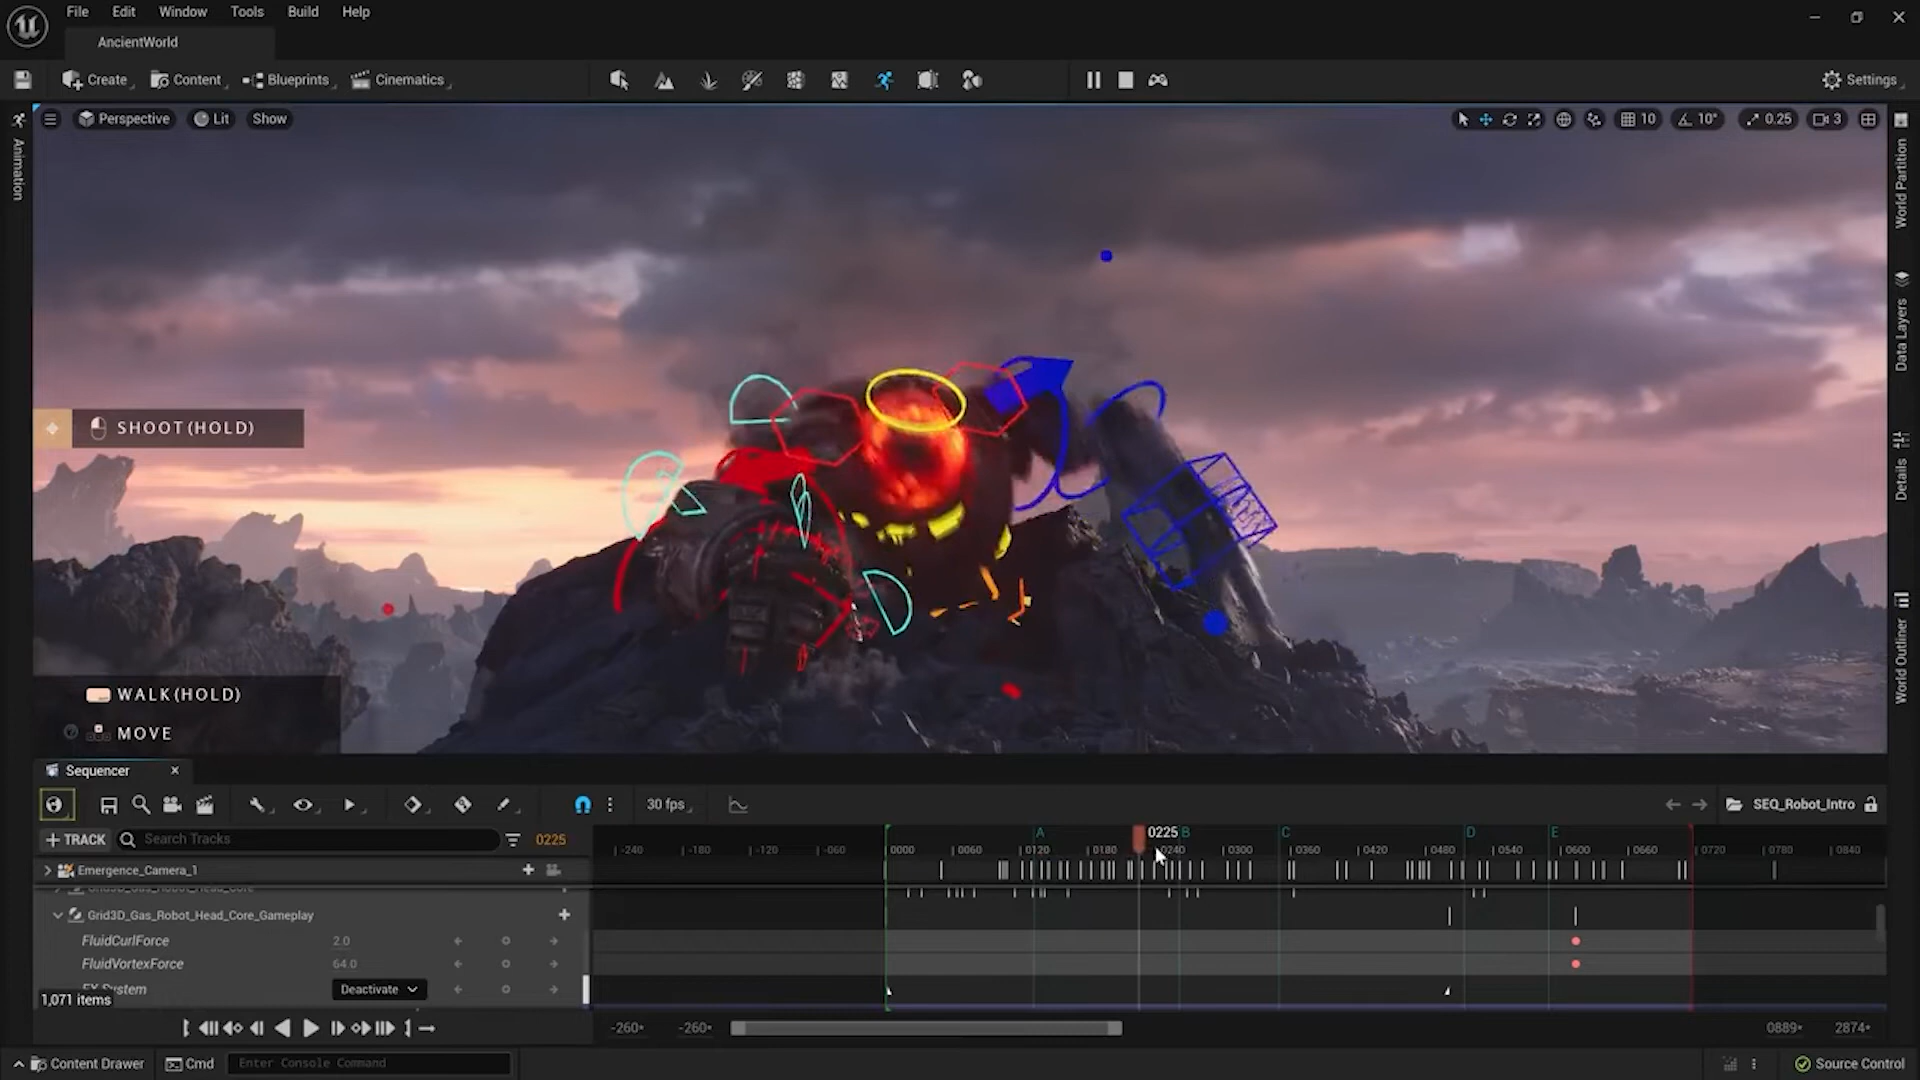 File Edit Window Tools Build Help
AncientWorld
Create Content Blueprints Cinematics Settings
Perspective Lit Show 10 10° 0.25 3
Animation
World Partition
Data Layers
Details
World Outliner
SHOOT(HOLD)
WALK(HOLD)
MOVE
Sequencer
30 fps SEQ_Robot_Intro
+ TRACK Search Tracks 0225
A 0225 B C D E
-240 -180 -120 -060 0000 0060 0120 0180 0240 0300 0360 0420 0480 0540 0600 0660 0720 0780 0840
Emergence_Camera_1
Grid3D_Gas_Robot_Head_Core
Grid3D_Gas_Robot_Head_Core_Gameplay
FluidCurlForce 2.0
FluidVortexForce 64.0
FX System Deactivate
1,071 items
-260+ -260+ 0889+ 2874+
Content Drawer Cmd Enter Console Command Source Control